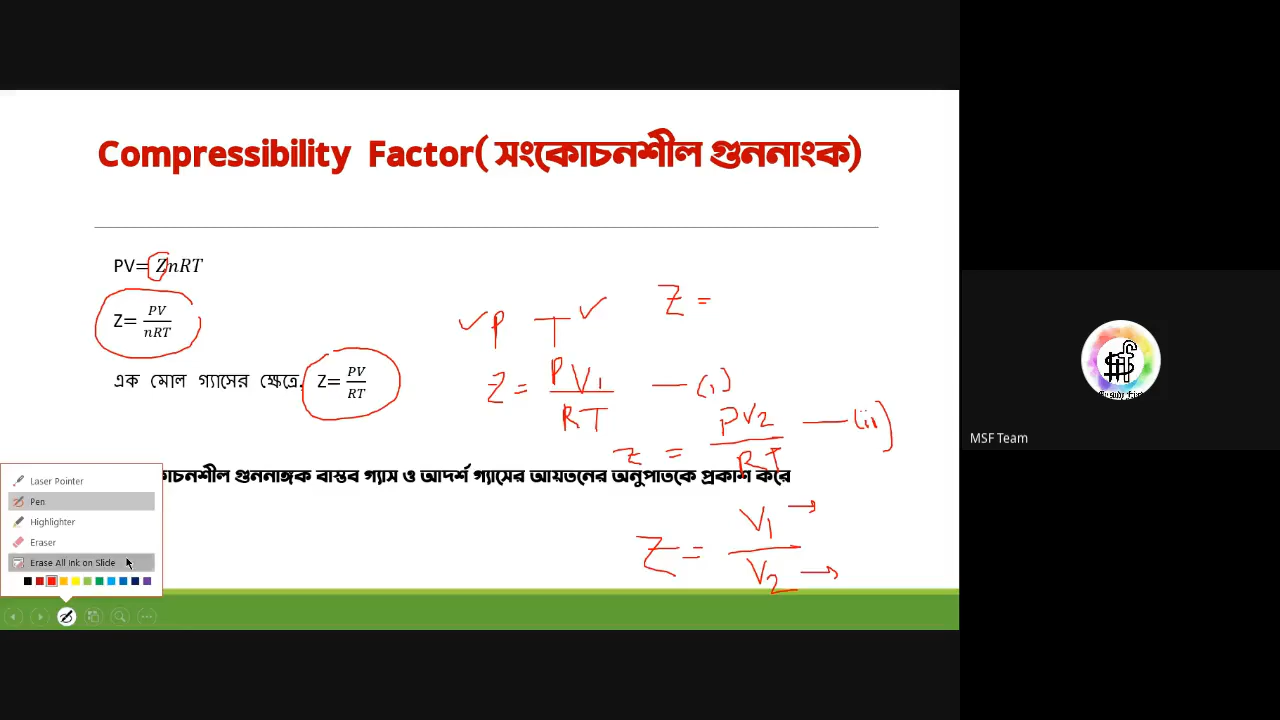 Compressibility Factor( সংকোচনশীল গুননাংক)
PV= ZnRT
Z= PV/nRT
এক মোল গ্যাসের ক্ষেত্রে, Z= PV/RT
✓P T✓ Z =
Z = PV₁/RT —(i)
Z = PV₂/RT —(ii)
কোচনশীল গুননাঙ্গক বাস্তব গ্যাস ও আদর্শ গ্যাসের আয়তনের অনুপাতকে প্রকাশ করে
Z = V₁ → / V₂ →
Laser Pointer
Pen
Highlighter
Eraser
Erase All Ink on Slide
MSF Team